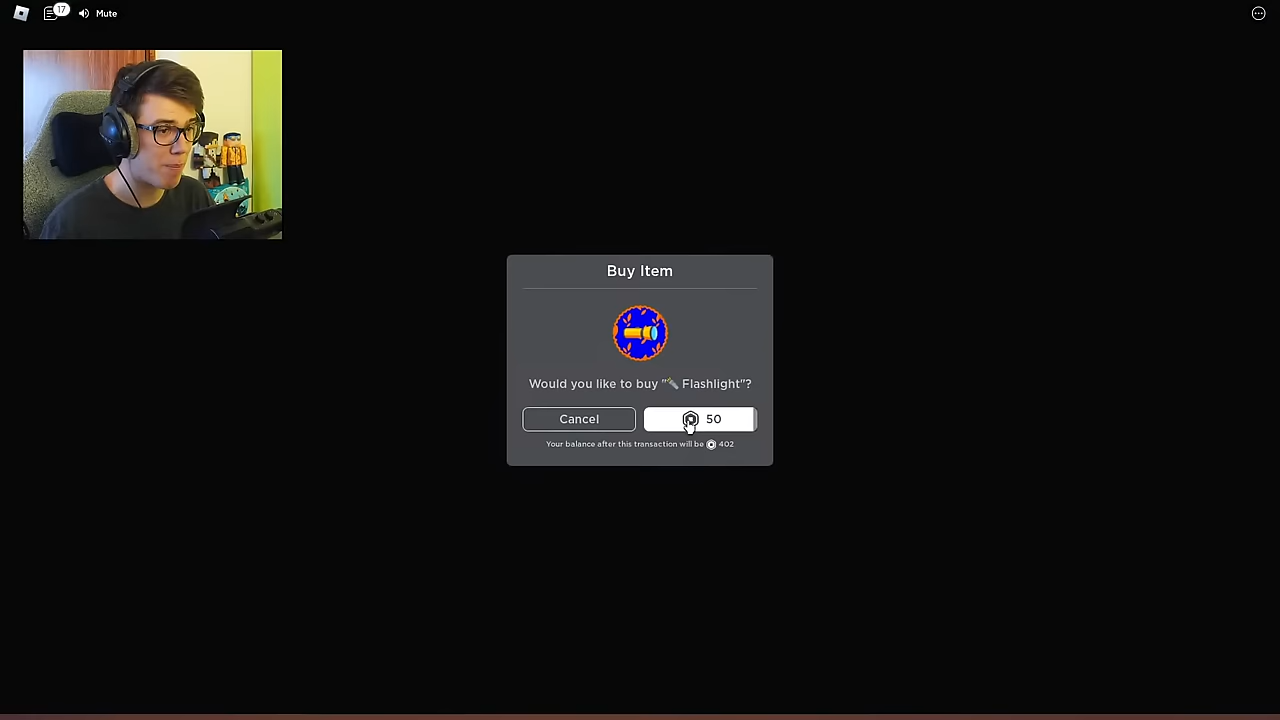 17
Mute
Buy Item
Would you like to buy "🔦 Flashlight"?
Cancel
50
Your balance after this transaction will be 402